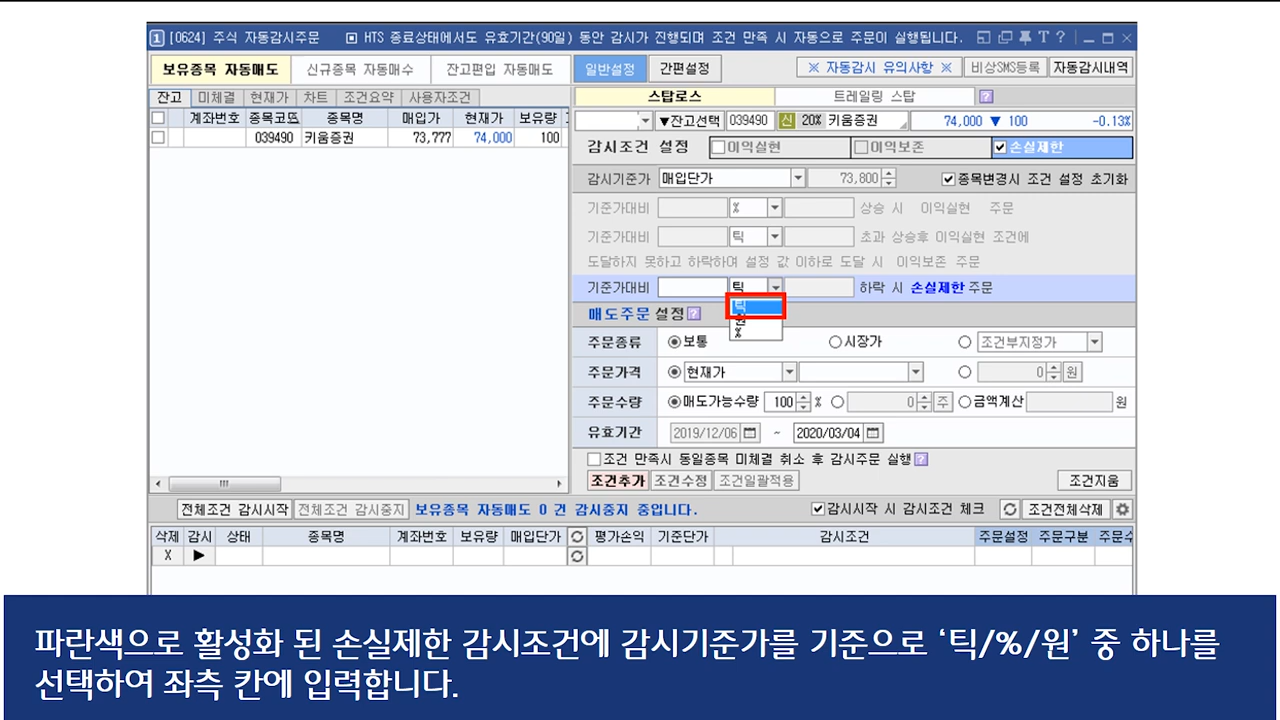 1 [0624] 주식 자동감시주문 HTS 종료상태에서도 유효기간(90일) 동안 감시가 진행되며 조건 만족 시 자동으로 주문이 실행됩니다. T ?
보유종목 자동매도 신규종목 자동매수 잔고편입 자동매도 일반설정 간편설정 ※ 자동감시 유의사항 ※ 비상SMS등록 자동감시내역
잔고 미체결 현재가 차트 조건요약 사용자조건 스탑로스 트레일링 스탑 ?
계좌번호 종목코드 종목명 매입가 현재가 보유량
039490 키움증권 73,777 74,000 100
▼잔고선택 039490 신 20% 키움증권 74,000 ▼ 100 -0.13%
감시조건 설정 이익실현 이익보존 손실제한
감시기준가 매입단가 73,800 종목변경시 조건 설정 초기화
기준가대비 % 상승 시 이익실현 주문
기준가대비 틱 초과 상승후 이익실현 조건에
도달하지 못하고 하락하여 설정 값 이하로 도달 시 이익보존 주문
기준가대비 틱 하락 시 손실제한 주문
틱
원
%
매도주문 설정 ?
주문종류 보통 시장가 조건부지정가
주문가격 현재가 0 원
주문수량 매도가능수량 100 % 0 주 금액계산 원
유효기간 2019/12/06 ~ 2020/03/04
조건 만족시 동일종목 미체결 취소 후 감시주문 실행 ?
조건추가 조건수정 조건일괄적용 조건지움
전체조건 감시시작 전체조건 감시중지 보유종목 자동매도 0 건 감시중지 중입니다. 감시시작 시 감시조건 체크 조건전체삭제
삭제 감시 상태 종목명 계좌번호 보유량 매입단가 평가손익 기준단가 감시조건 주문설정 주문구분 주문수
X ▶
파란색으로 활성화 된 손실제한 감시조건에 감시기준가를 기준으로 ‘틱/%/원’ 중 하나를
선택하여 좌측 칸에 입력합니다.